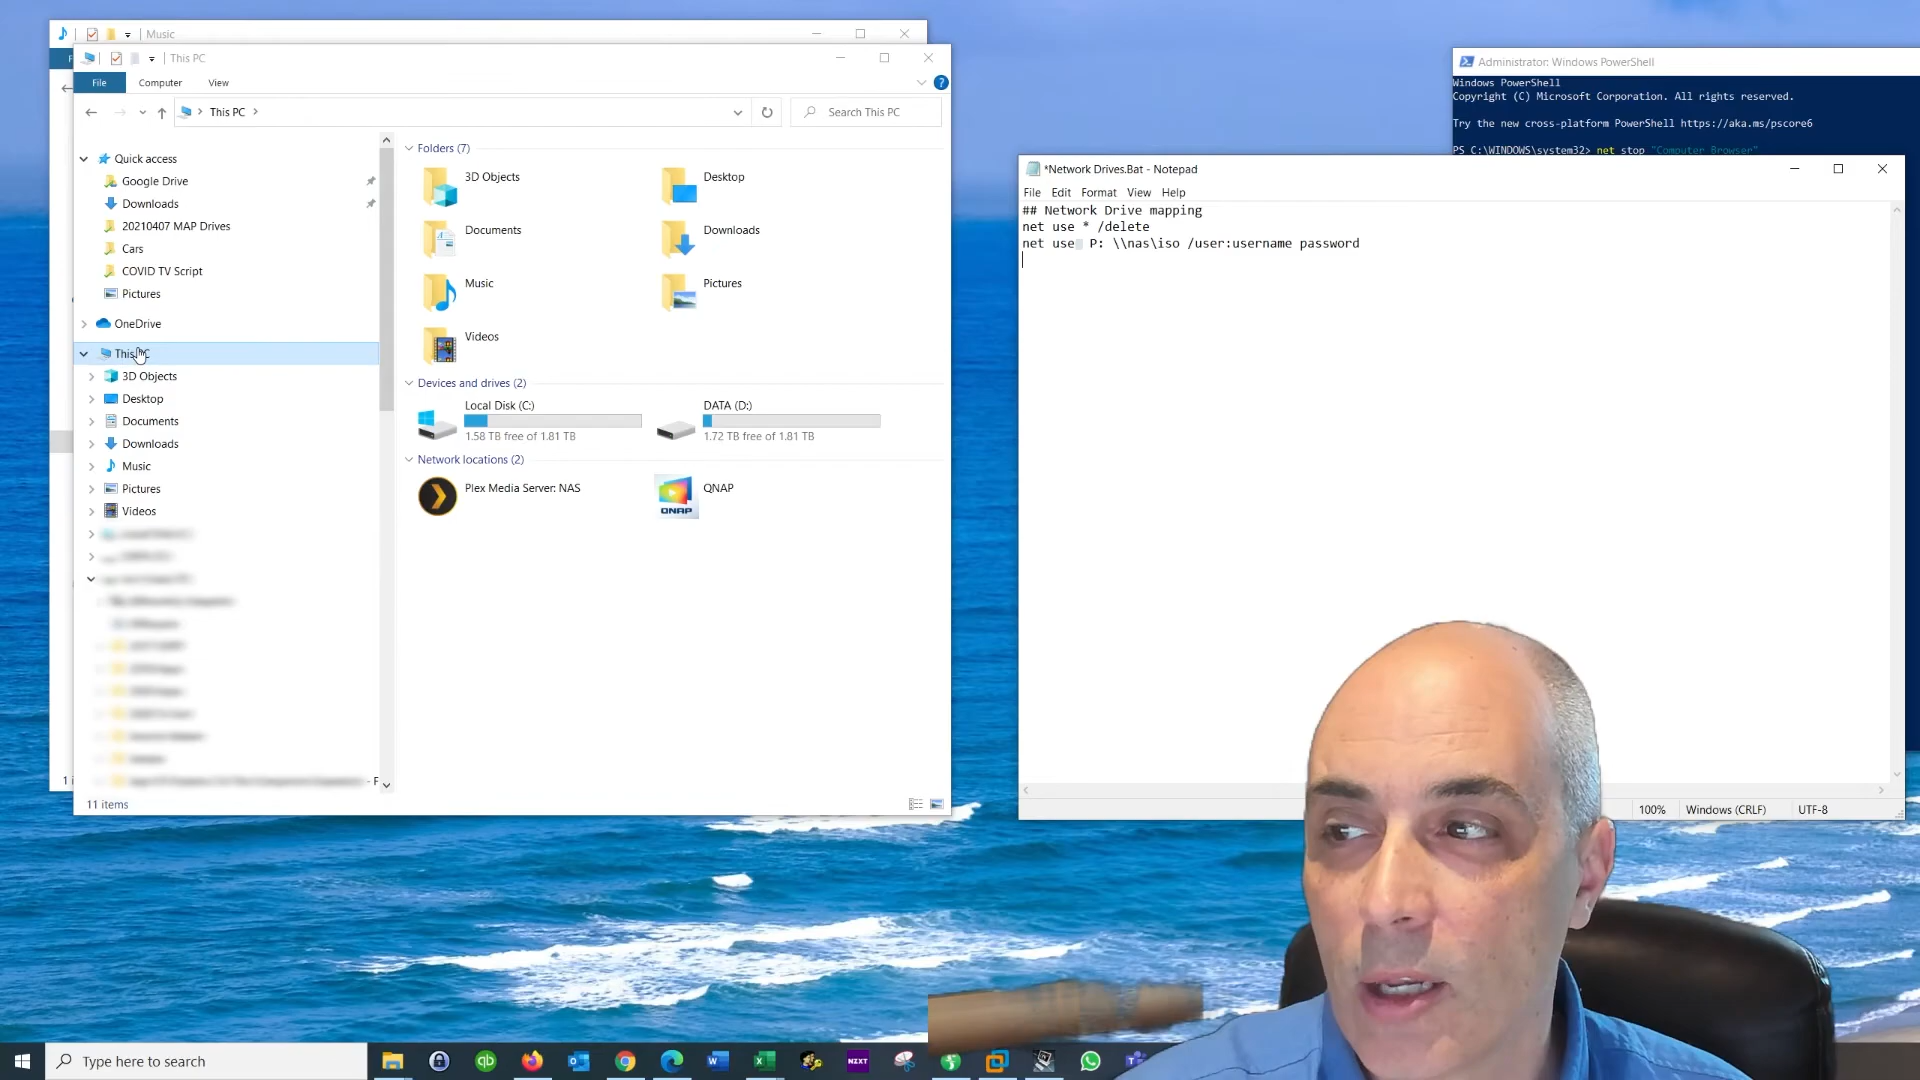 Music
This PC
File
Computer
View
This PC
Search This PC
Quick access
Google Drive
Downloads
20210407 MAP Drives
Cars
COVID TV Script
Pictures
OneDrive
3D Objects
Desktop
Documents
Downloads
Music
Pictures
Videos
11 items
Folders (7)
3D Objects
Desktop
Documents
Downloads
Music
Pictures
Videos
Devices and drives (2)
Local Disk (C:)
1.58 TB free of 1.81 TB
DATA (D:)
1.72 TB free of 1.81 TB
Network locations (2)
Plex Media Server: NAS
QNAP
QNAP
Administrator: Windows PowerShell
Windows PowerShell
Copyright (C) Microsoft Corporation. All rights reserved.
Try the new cross-platform PowerShell https://aka.ms/pscore6
PS C:\WINDOWS\system32> net stop "Computer Browser"
*Network Drives.Bat - Notepad
File Edit Format View Help
## Network Drive mapping
net use * /delete
net use P: \\nas\iso /user:username password
100%
Windows (CRLF)
UTF-8
Type here to search
NZXT